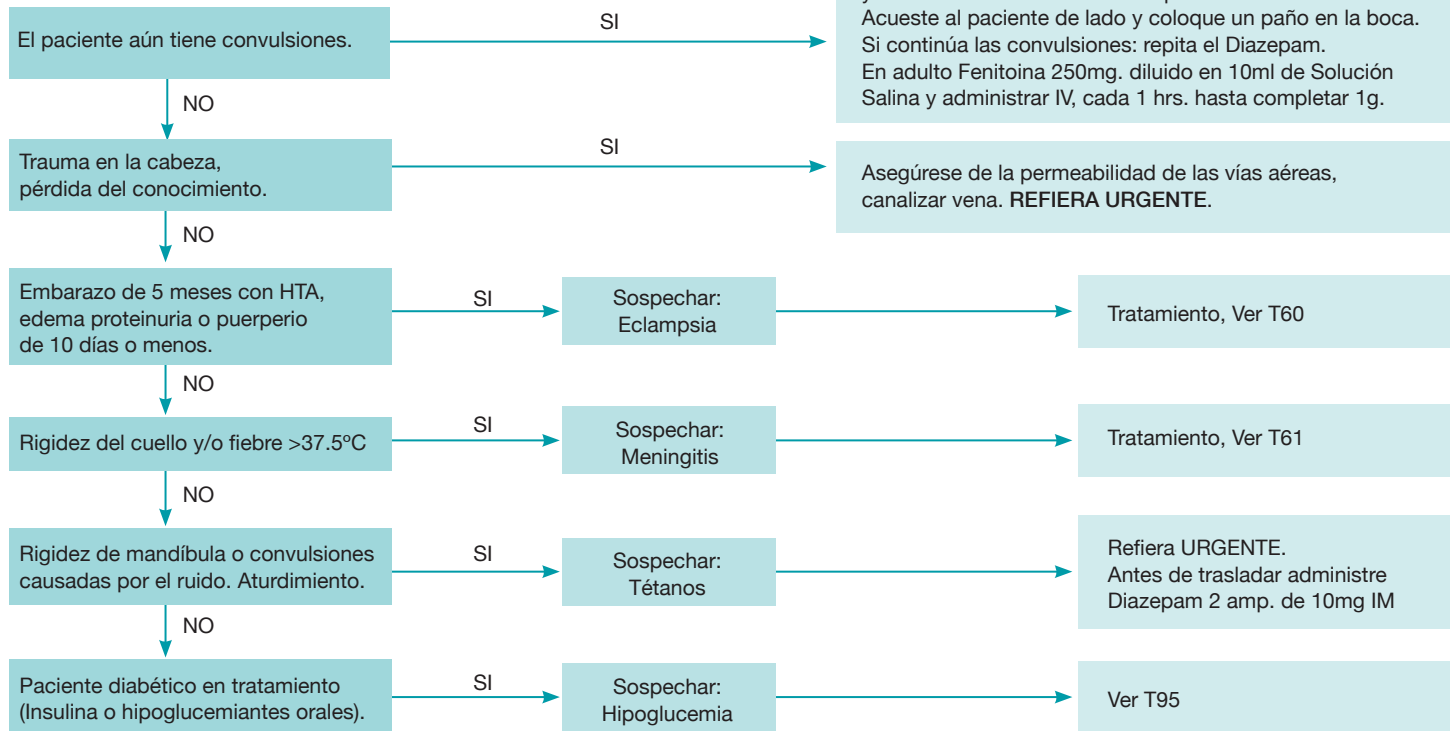 El paciente aún tiene convulsiones.
SI
Acueste al paciente de lado y coloque un paño en la boca.
Si continúa las convulsiones: repita el Diazepam.
En adulto Fenitoina 250mg. diluido en 10ml de Solución
Salina y administrar IV, cada 1 hrs. hasta completar 1g.
NO
Trauma en la cabeza,
pérdida del conocimiento.
SI
Asegúrese de la permeabilidad de las vías aéreas,
canalizar vena. REFIERA URGENTE.
NO
Embarazo de 5 meses con HTA,
edema proteinuria o puerperio
de 10 días o menos.
SI
Sospechar:
Eclampsia
Tratamiento, Ver T60
NO
Rigidez del cuello y/o fiebre >37.5ºC
SI
Sospechar:
Meningitis
Tratamiento, Ver T61
NO
Rigidez de mandíbula o convulsiones
causadas por el ruido. Aturdimiento.
SI
Sospechar:
Tétanos
Refiera URGENTE.
Antes de trasladar administre
Diazepam 2 amp. de 10mg IM
NO
Paciente diabético en tratamiento
(Insulina o hipoglucemiantes orales).
SI
Sospechar:
Hipoglucemia
Ver T95